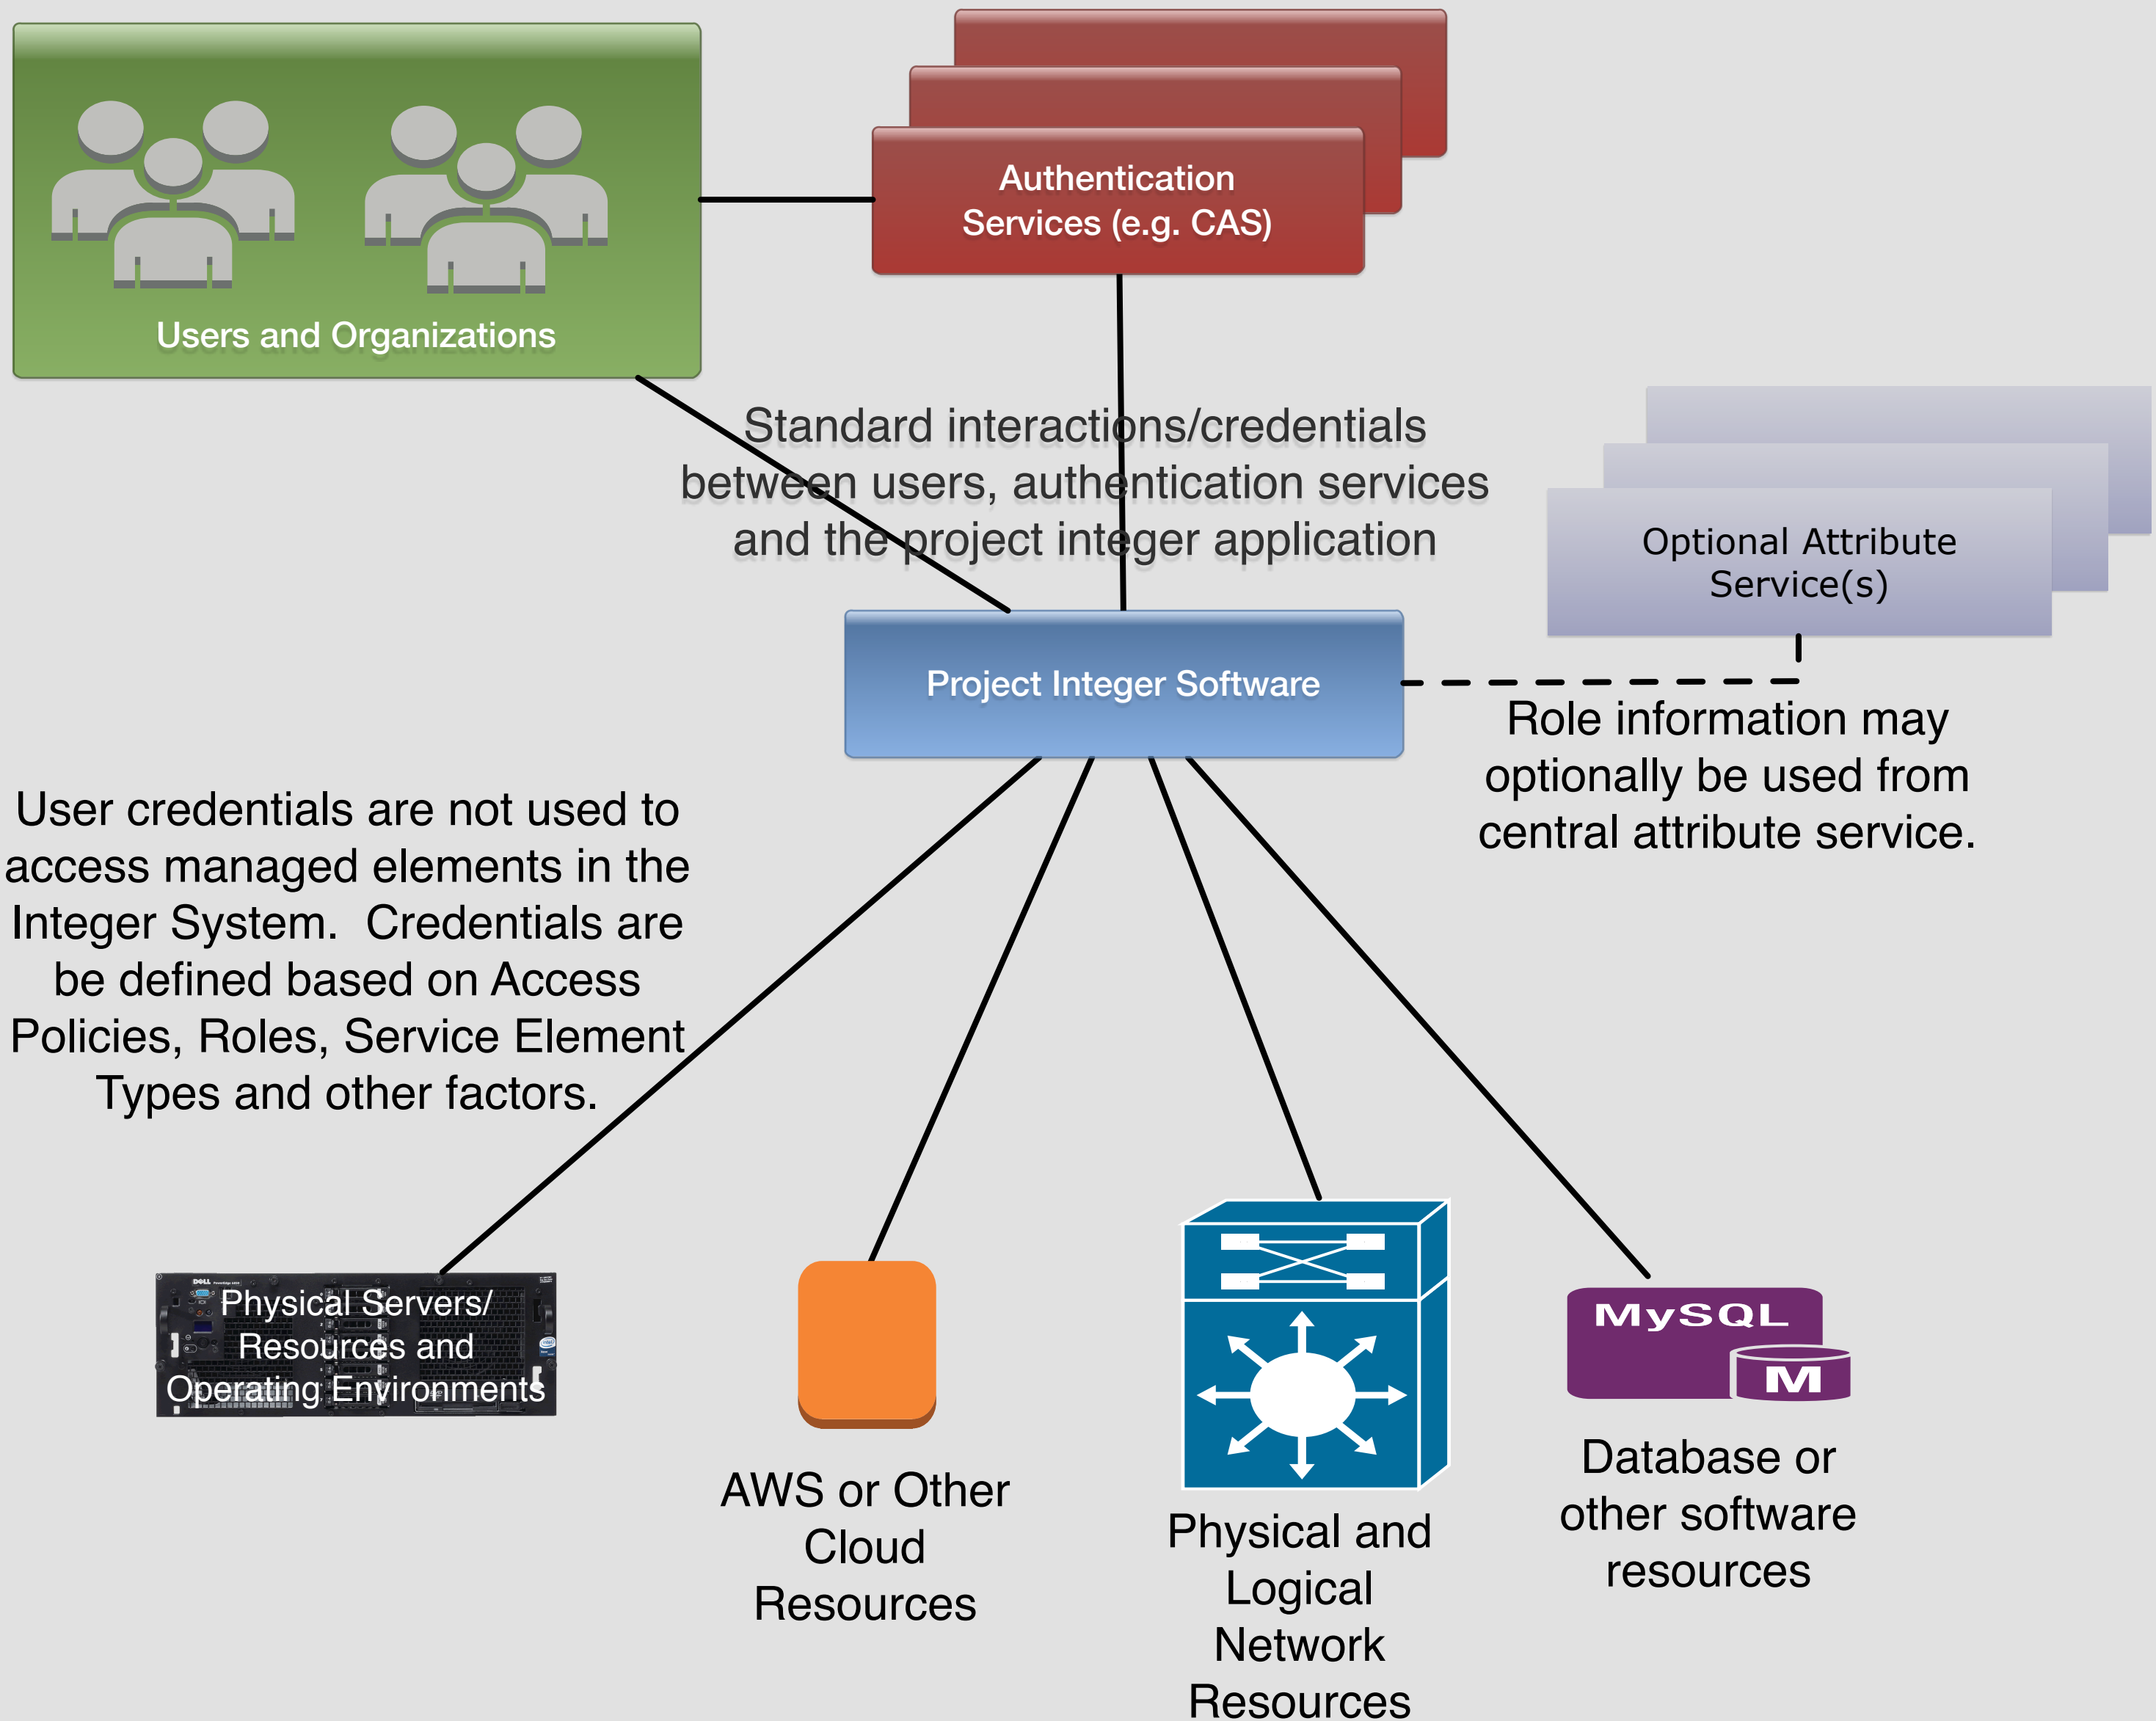 Authentication
Services (e.g. CAS)
Users and Organizations
Standard interactions/credentials
between users, authentication services
and the project integer application
Optional Attribute
Service(s)
Project Integer Software
Role information may
optionally be used from
central attribute service.
User credentials are not used to
access managed elements in the
Integer System.  Credentials are
be defined based on Access
Policies, Roles, Service Element
Types and other factors.
DELL
Physical Servers/
Resources and
Operating Environments
MySQL
M
AWS or Other
Cloud
Resources
Physical and
Logical
Network
Resources
Database or
other software
resources